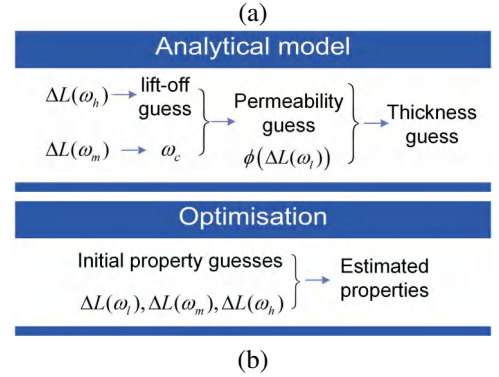 (a)
Analytical model
ΔL(ω_h) → lift-off guess
Permeability guess
Thickness guess
ΔL(ω_m) → ω_c
ϕ(ΔL(ω_l))
Optimisation
Initial property guesses
Estimated properties
ΔL(ω_l), ΔL(ω_m), ΔL(ω_h)
(b)